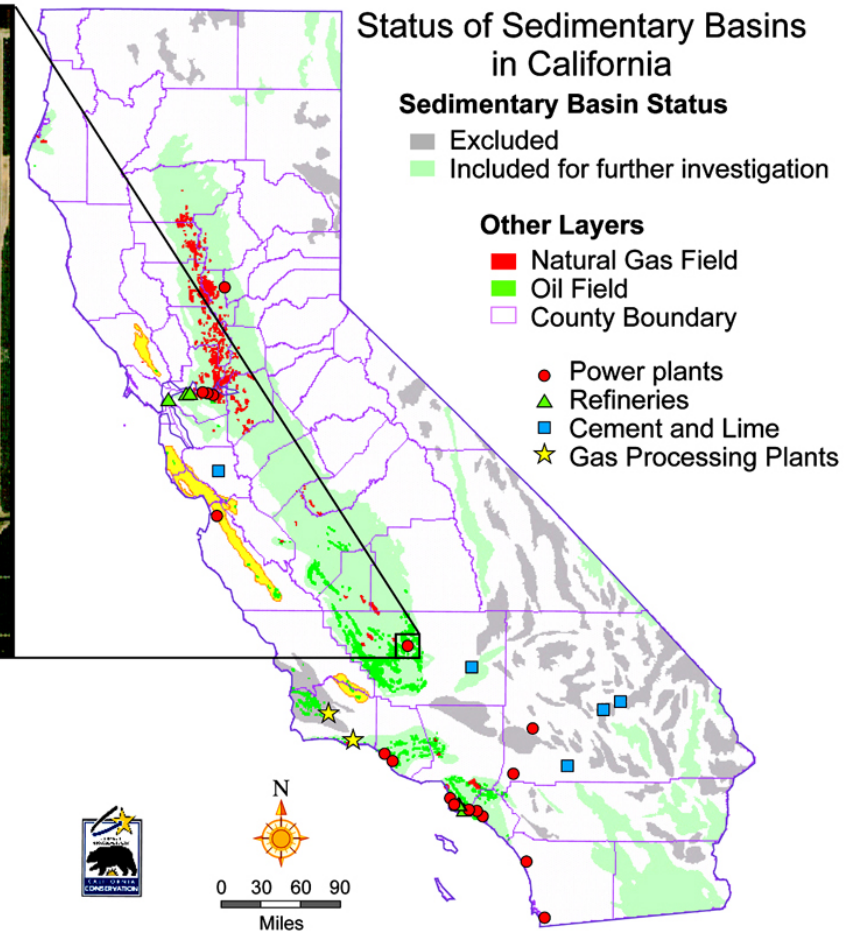 Status of Sedimentary Basins
in California
Sedimentary Basin Status
Excluded
Included for further investigation
Other Layers
Natural Gas Field
Oil Field
County Boundary
Power plants
Refineries
Cement and Lime
Gas Processing Plants
N
CALIFORNIA
CONSERVATION
0 30 60 90
Miles